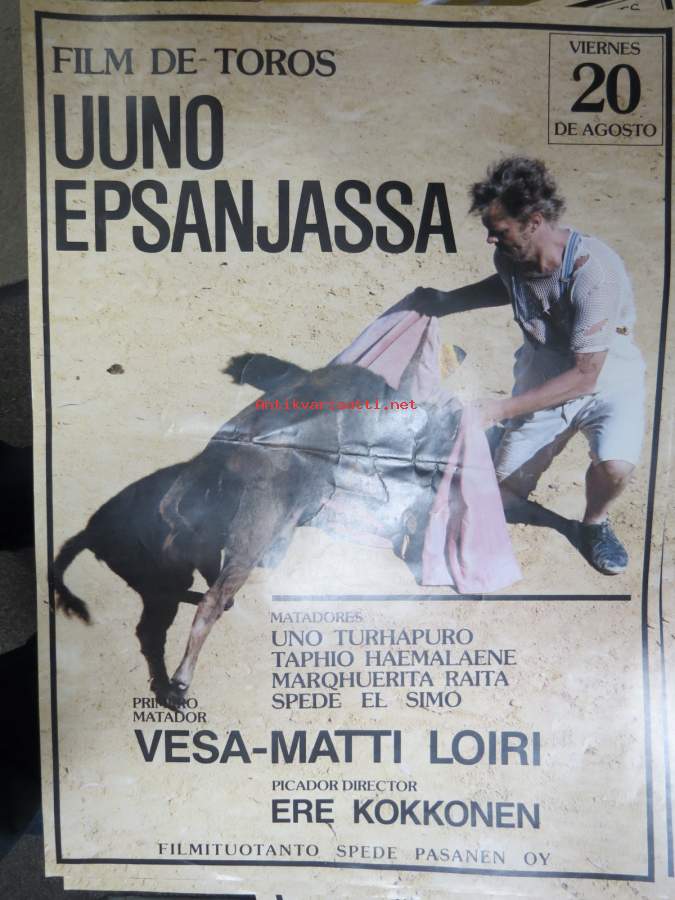 FILM DE TOROS
UUNO
EPSANJASSA
VIERNES
20
DE AGOSTO
Antikvariaatti.net
MATADORES
UNO TURHAPURO
TAPHIO HAEMALAENE
MARQHUERITA RAITA
SPEDE EL SIMO
PRIMERO
MATADOR
VESA-MATTI LOIRI
PICADOR DIRECTOR
ERE KOKKONEN
FILMITUOTANTO SPEDE PASANEN OY